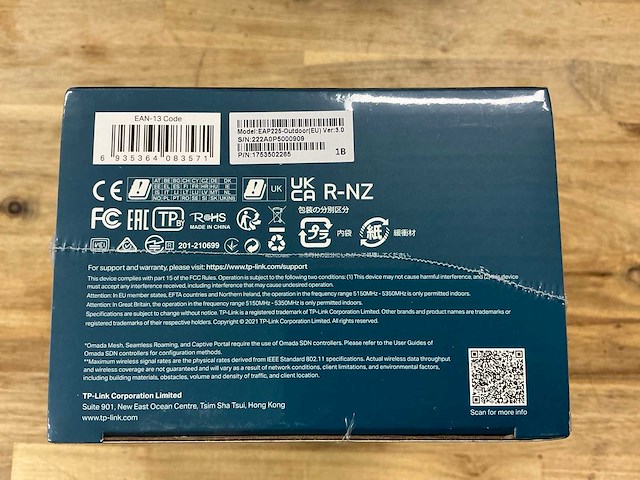 EAN-13 Code
6 935364 083571
Model:EAP225-Outdoor(EU) Ver:3.0
S/N:222A0P5000909
P/N:1753502265
1B
CE
UK
UK CA
R-NZ
FC
EAC
TP
RoHS
MADE IN VIETNAM
包装の分別区分
プラ
内袋
紙
緩衝材
201-210699
For support and warranty, please visit: https://www.tp-link.com/support
This device complies with part 15 of the FCC Rules. Operation is subject to the following two conditions: (1) This device may not cause harmful interference, and (2) this device
must accept any interference received, including interference that may cause undesired operation.
Attention: In EU member states, EFTA countries and Northern Ireland, the operation in the frequency range 5150MHz - 5350MHz is only permitted indoors.
Attention: In Great Britain, the operation in the frequency range 5150MHz - 5350MHz is only permitted indoors.
Specifications are subject to change without notice. TP-Link is a registered trademark of TP-Link Corporation Limited. Other brands and product names are trademarks or
registered trademarks of their respective holders. Copyright © 2021 TP-Link Corporation Limited. All rights reserved.
*Omada Mesh, Seamless Roaming, and Captive Portal require the use of Omada SDN controllers. Please refer to the User Guides of
Omada SDN controllers for configuration methods.
**Maximum wireless signal rates are the physical rates derived from IEEE Standard 802.11 specifications. Actual wireless data throughput
and wireless coverage are not guaranteed and will vary as a result of network conditions, client limitations, and environmental factors,
including building materials, obstacles, volume and density of traffic, and client location.
TP-Link Corporation Limited
Suite 901, New East Ocean Centre, Tsim Sha Tsui, Hong Kong
www.tp-link.com
Scan for more info